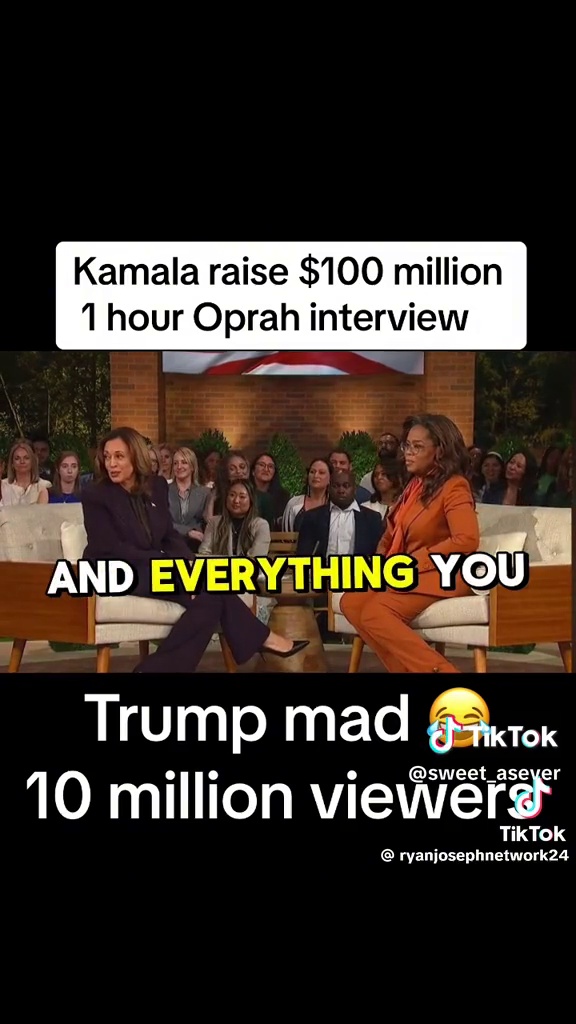 Kamala raise $100 million
1 hour Oprah interview
AND EVERYTHING YOU
Trump mad 😂
TikTok
@sweet_asever
10 million viewers
TikTok
@ ryanjosephnetwork24